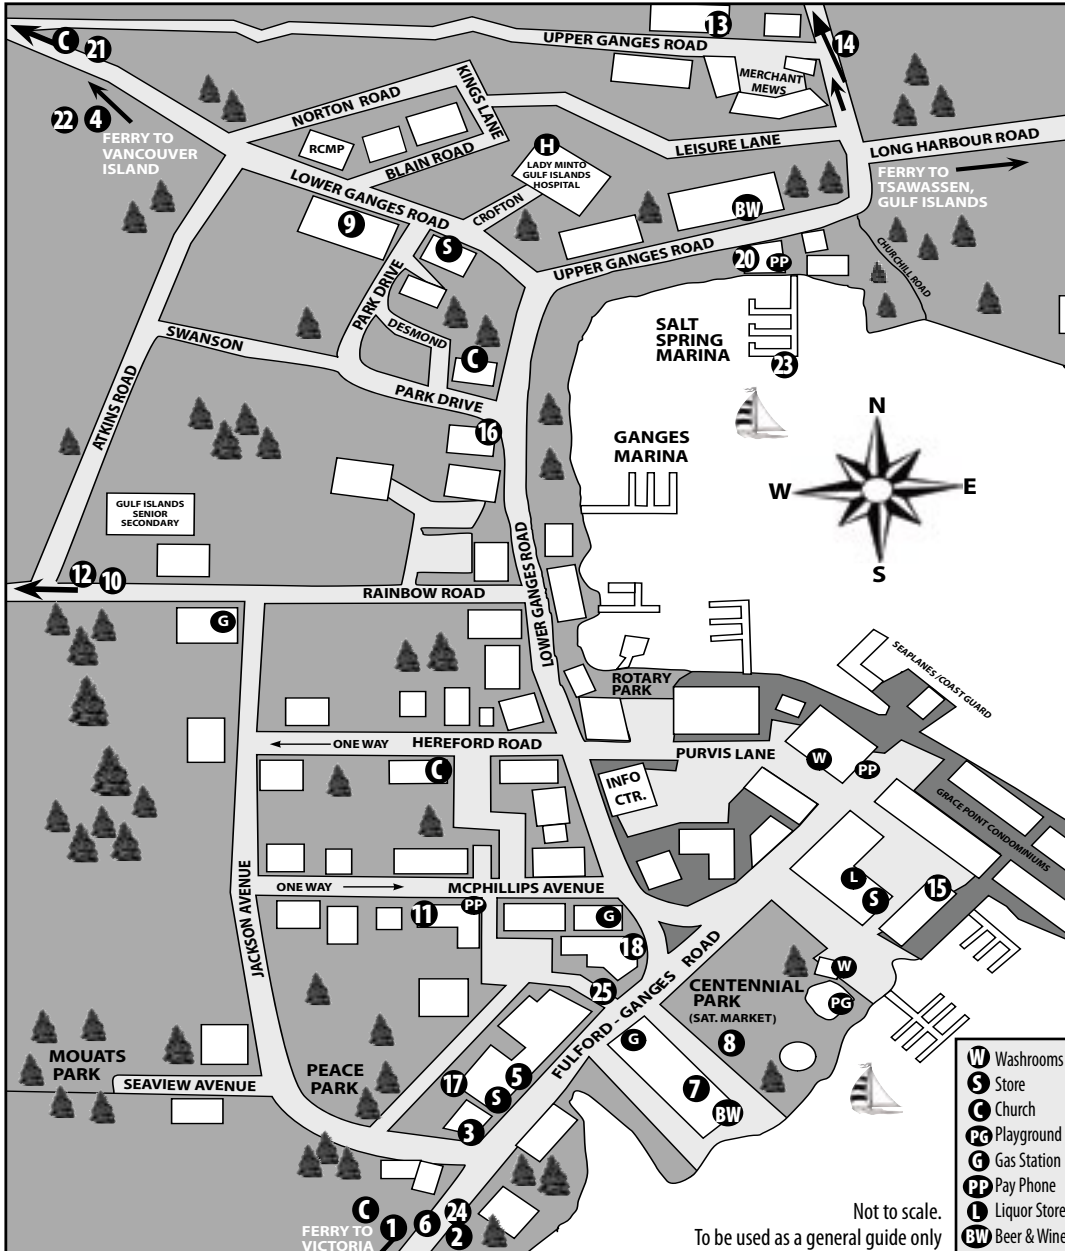 13
C 21
UPPER GANGES ROAD
14
MERCHANT
MEWS
KINGS LANE
NORTON ROAD
22 4
FERRY TO
VANCOUVER
ISLAND
RCMP
BLAIN ROAD
LEISURE LANE
LONG HARBOUR ROAD
H
LADY MINTO
GULF ISLANDS
HOSPITAL
FERRY TO
TSAWASSEN,
GULF ISLANDS
LOWER GANGES ROAD
CROFTON
BW
9
S
UPPER GANGES ROAD
20 PP
CHURCHILL ROAD
PARK DRIVE
DESMOND
SWANSON
SALT
SPRING
MARINA
23
C
PARK DRIVE
ATKINS ROAD
16
GANGES
MARINA
N
W E
S
GULF ISLANDS
SENIOR
SECONDARY
LOWER GANGES ROAD
12 10
RAINBOW ROAD
G
SEAPLANES/COAST GUARD
ROTARY
PARK
ONE WAY HEREFORD ROAD
PURVIS LANE
W PP
C
INFO
CTR.
GRACE POINT CONDOMINIUMS
JACKSON AVENUE
ONE WAY MCPHILLIPS AVENUE
L
S
15
11 PP
G
18
FULFORD - GANGES ROAD
W
CENTENNIAL
PARK
(SAT. MARKET)
PG
25
8
G
MOUATS
PARK
SEAVIEW AVENUE
PEACE
PARK
17
5
S
7
BW
3
C 1 6 24
2
FERRY TO
VICTORIA
W Washrooms
S Store
C Church
PG Playground
G Gas Station
PP Pay Phone
L Liquor Store
BW Beer & Wine
Not to scale.
To be used as a general guide only